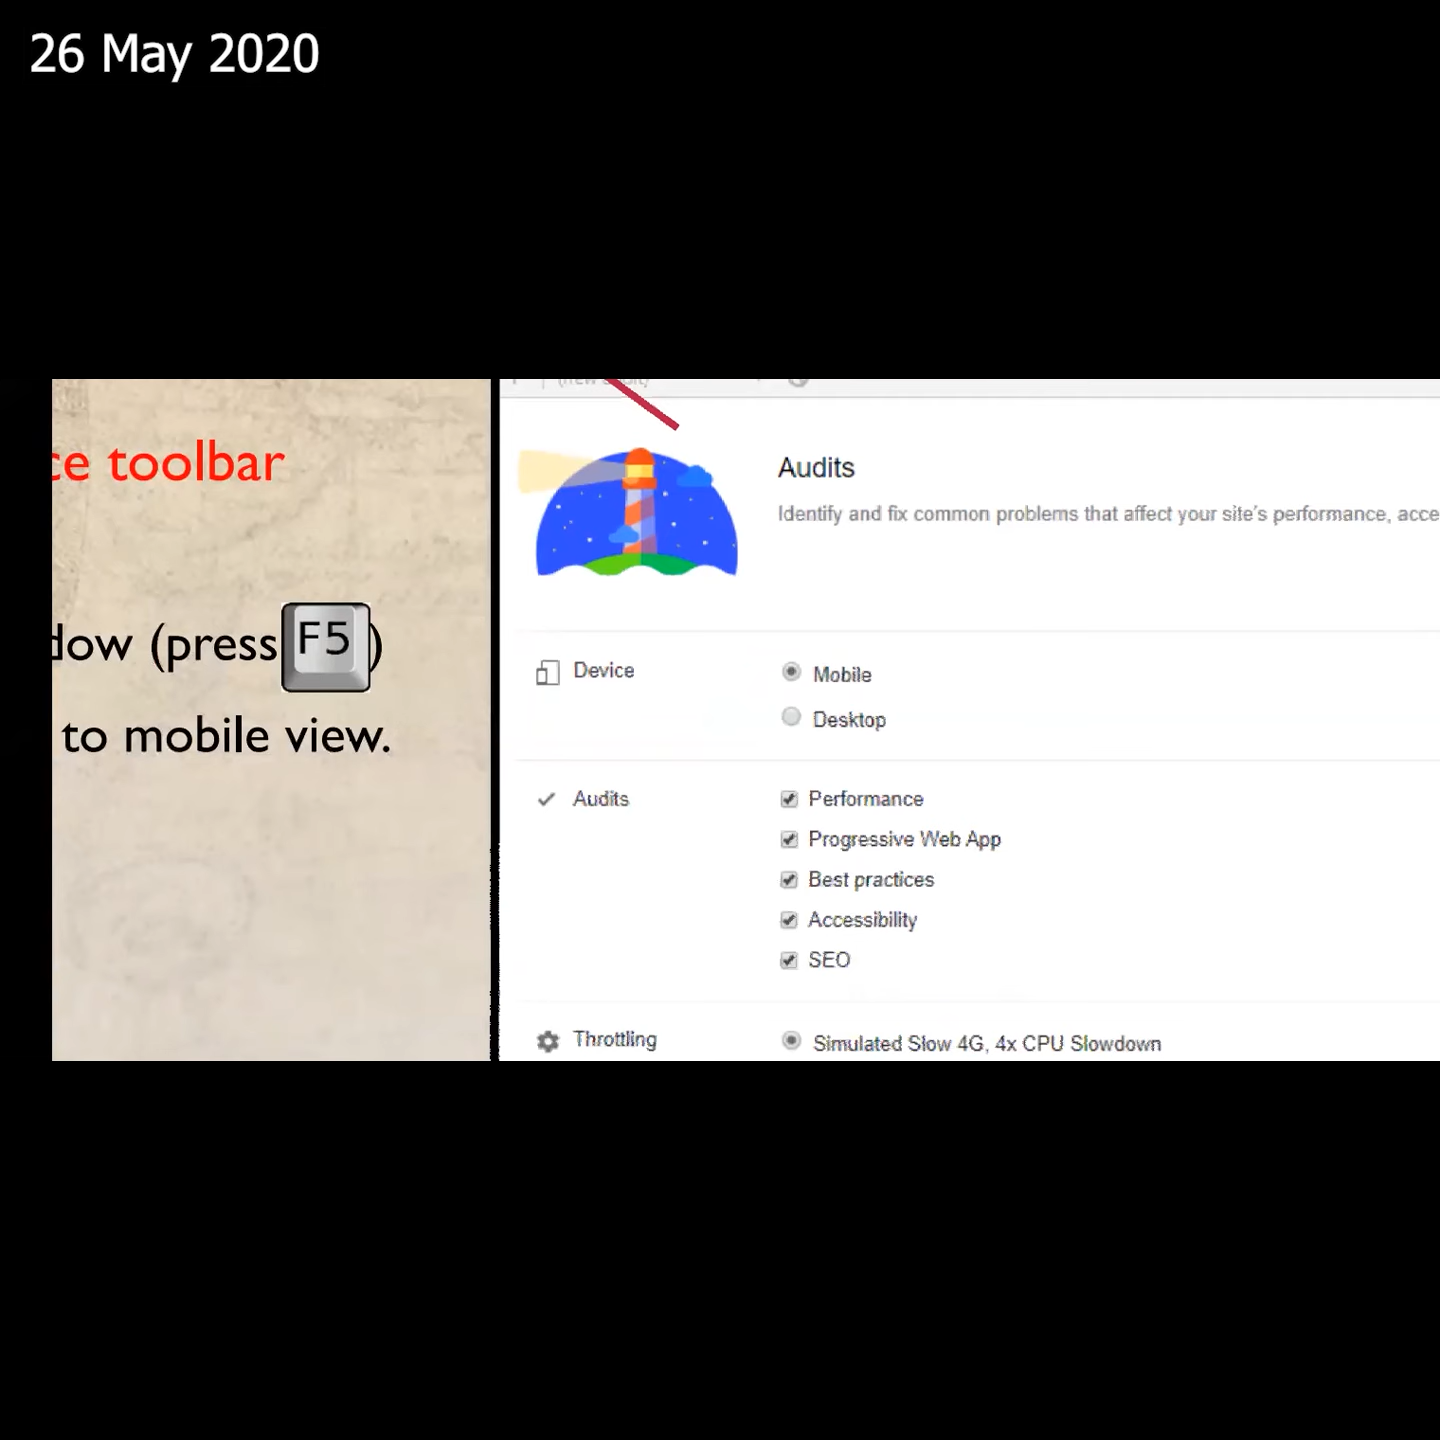 26 May 2020
ce toolbar
dow (press F5)
to mobile view.
Audits
Identify and fix common problems that affect your site's performance, acce
Device
Mobile
Desktop
Audits
Performance
Progressive Web App
Best practices
Accessibility
SEO
Throttling
Simulated Slow 4G, 4x CPU Slowdown